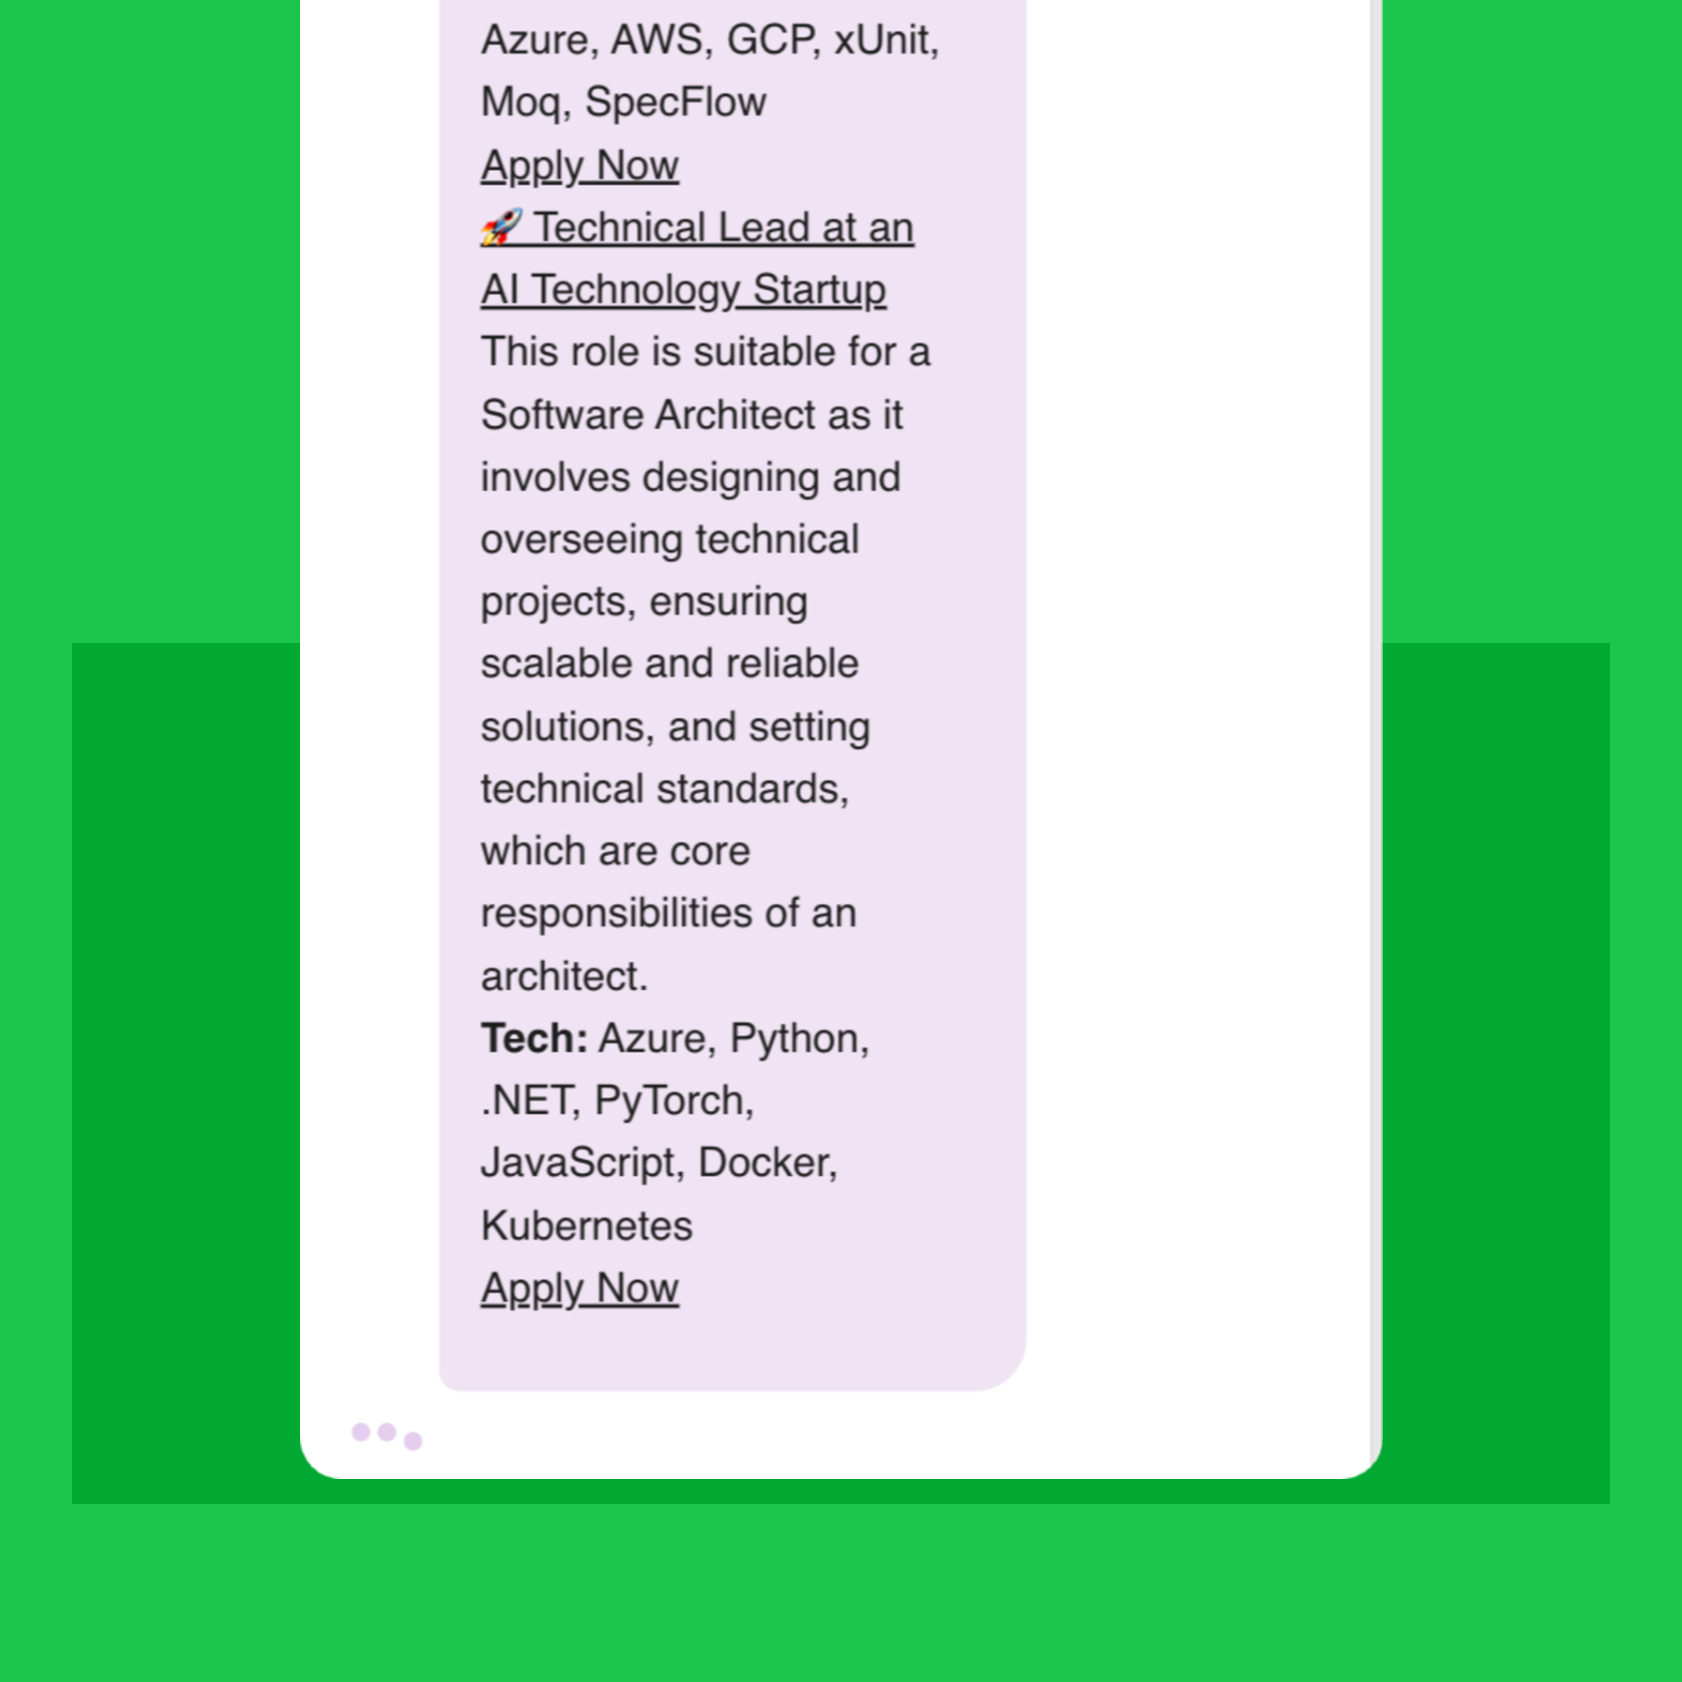 Azure, AWS, GCP, xUnit,
Moq, SpecFlow
Apply Now
🚀 Technical Lead at an
AI Technology Startup
This role is suitable for a
Software Architect as it
involves designing and
overseeing technical
projects, ensuring
scalable and reliable
solutions, and setting
technical standards,
which are core
responsibilities of an
architect.
Tech: Azure, Python,
.NET, PyTorch,
JavaScript, Docker,
Kubernetes
Apply Now